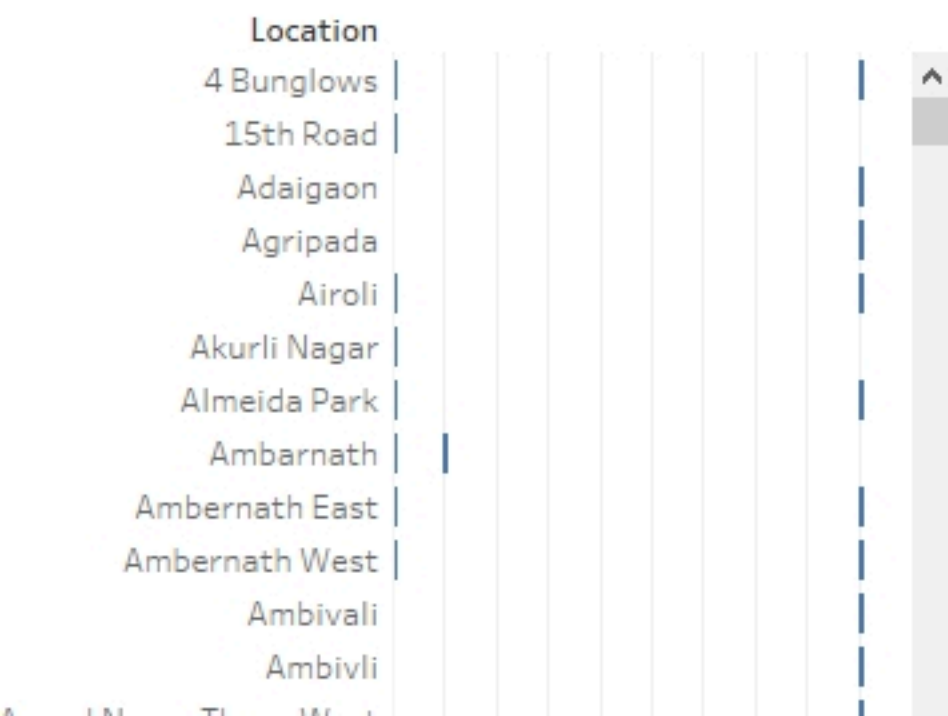 Location
4 Bunglows
15th Road
Adaigaon
Agripada
Airoli
Akurli Nagar
Almeida Park
Ambarnath
Ambernath East
Ambernath West
Ambivali
Ambivli